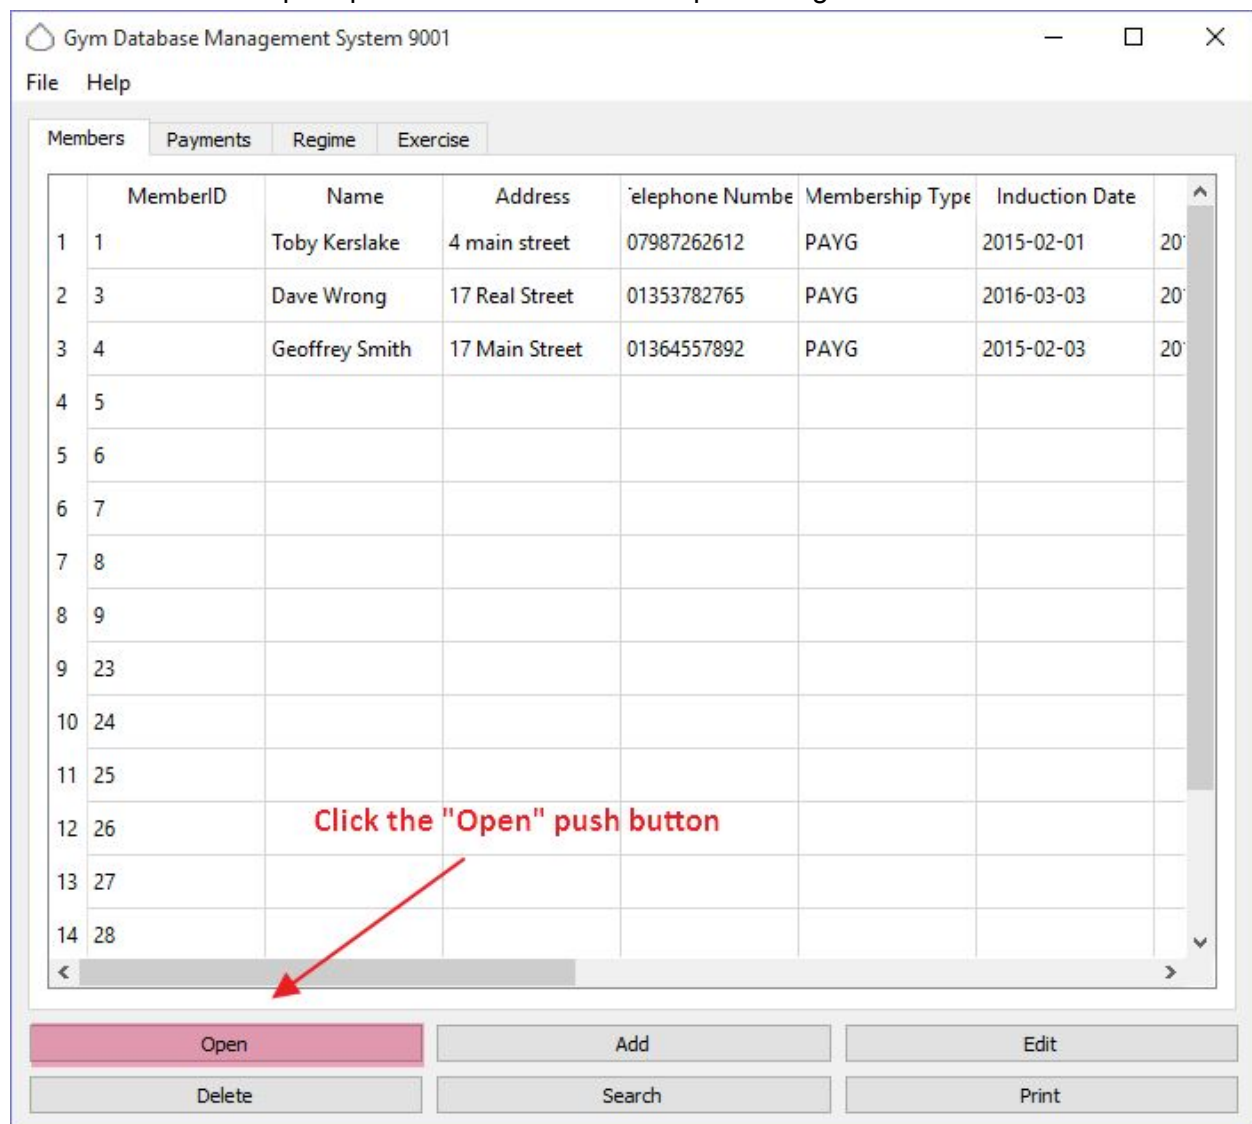 Gym Database Management System 9001
File Help
Members Payments Regime Exercise
MemberID Name Address elephone Numbe Membership Type Induction Date
1 1 Toby Kerslake 4 main street 07987262612 PAYG 2015-02-01 20
2 3 Dave Wrong 17 Real Street 01353782765 PAYG 2016-03-03 20
3 4 Geoffrey Smith 17 Main Street 01364557892 PAYG 2015-02-03 20
4 5
5 6
6 7
7 8
8 9
9 23
10 24
11 25
Click the "Open" push button
12 26
13 27
14 28
Open Add Edit
Delete Search Print